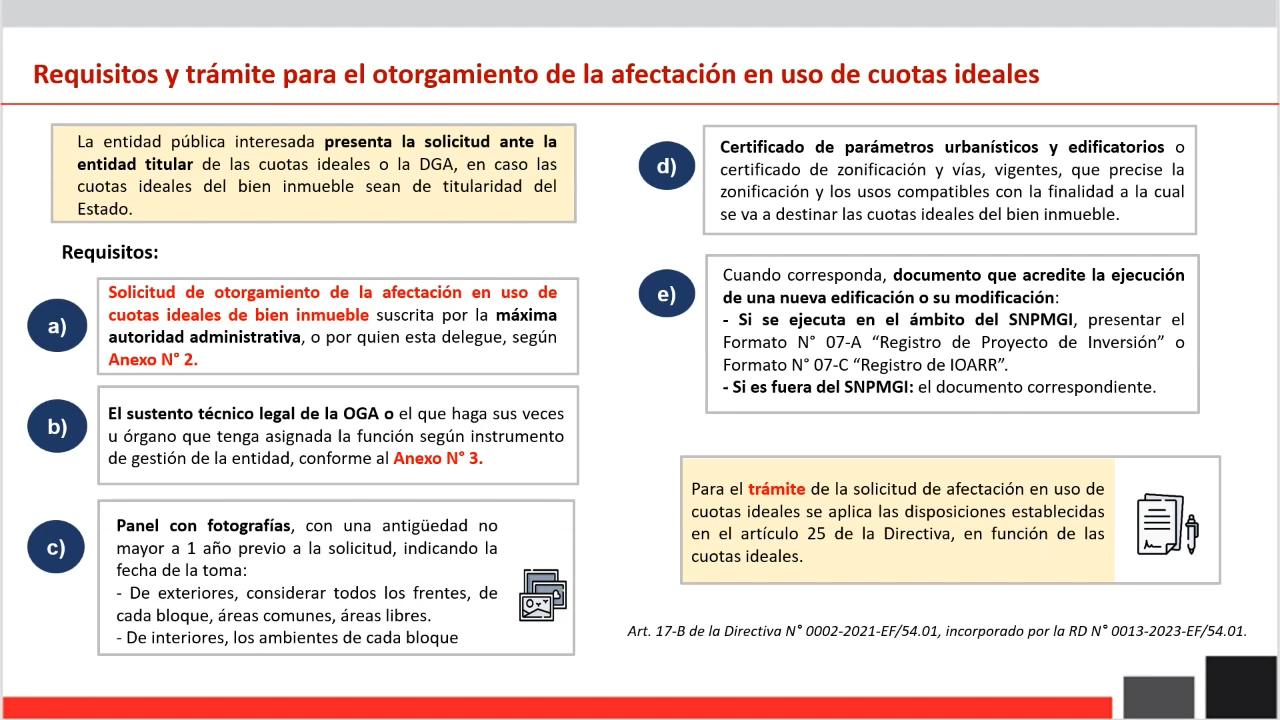 Requisitos y trámite para el otorgamiento de la afectación en uso de cuotas ideales
La entidad pública interesada presenta la solicitud ante la
entidad titular de las cuotas ideales o la DGA, en caso las
cuotas ideales del bien inmueble sean de titularidad del
Estado.
Requisitos:
a)
Solicitud de otorgamiento de la afectación en uso de
cuotas ideales de bien inmueble suscrita por la máxima
autoridad administrativa, o por quien esta delegue, según
Anexo N° 2.
b)
El sustento técnico legal de la OGA o el que haga sus veces
u órgano que tenga asignada la función según instrumento
de gestión de la entidad, conforme al Anexo N° 3.
c)
Panel con fotografías, con una antigüedad no
mayor a 1 año previo a la solicitud, indicando la
fecha de la toma:
- De exteriores, considerar todos los frentes, de
cada bloque, áreas comunes, áreas libres.
- De interiores, los ambientes de cada bloque
d)
Certificado de parámetros urbanísticos y edificatorios o
certificado de zonificación y vías, vigentes, que precise la
zonificación y los usos compatibles con la finalidad a la cual
se va a destinar las cuotas ideales del bien inmueble.
e)
Cuando corresponda, documento que acredite la ejecución
de una nueva edificación o su modificación:
- Si se ejecuta en el ámbito del SNPMGI, presentar el
Formato N° 07-A “Registro de Proyecto de Inversión” o
Formato N° 07-C “Registro de IOARR”.
- Si es fuera del SNPMGI: el documento correspondiente.
Para el trámite de la solicitud de afectación en uso de
cuotas ideales se aplica las disposiciones establecidas
en el artículo 25 de la Directiva, en función de las
cuotas ideales.
Art. 17-B de la Directiva N° 0002-2021-EF/54.01, incorporado por la RD N° 0013-2023-EF/54.01.